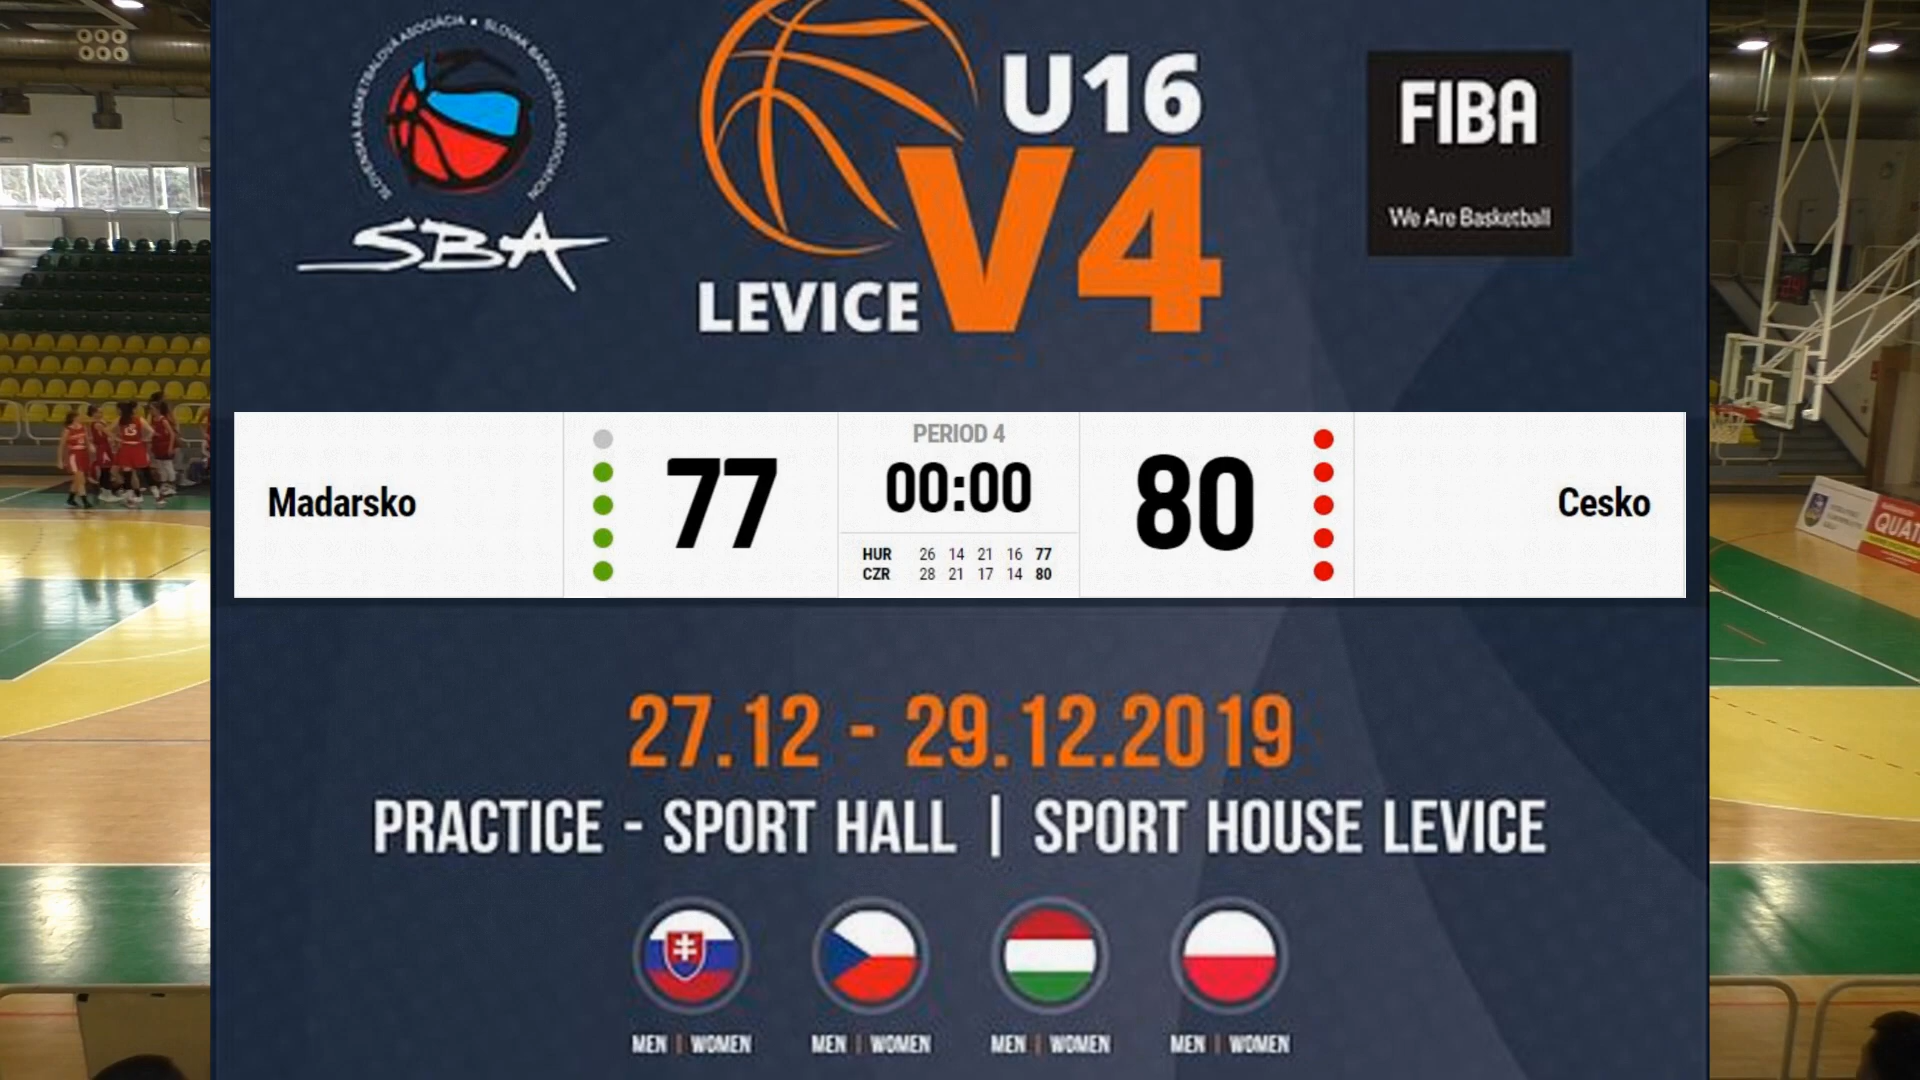 SLOVENSKÁ BASKETBALOVÁ ASOCIÁCIA • SLOVAK BASKETBALL ASSOCIATION
SBA
U16
V4
LEVICE
FIBA
We Are Basketball
Madarsko
77
PERIOD 4
00:00
HUR 26 14 21 16 77
CZR 28 21 17 14 80
80
Cesko
27.12 - 29.12.2019
PRACTICE - SPORT HALL | SPORT HOUSE LEVICE
MEN | WOMEN
MEN | WOMEN
MEN | WOMEN
MEN | WOMEN